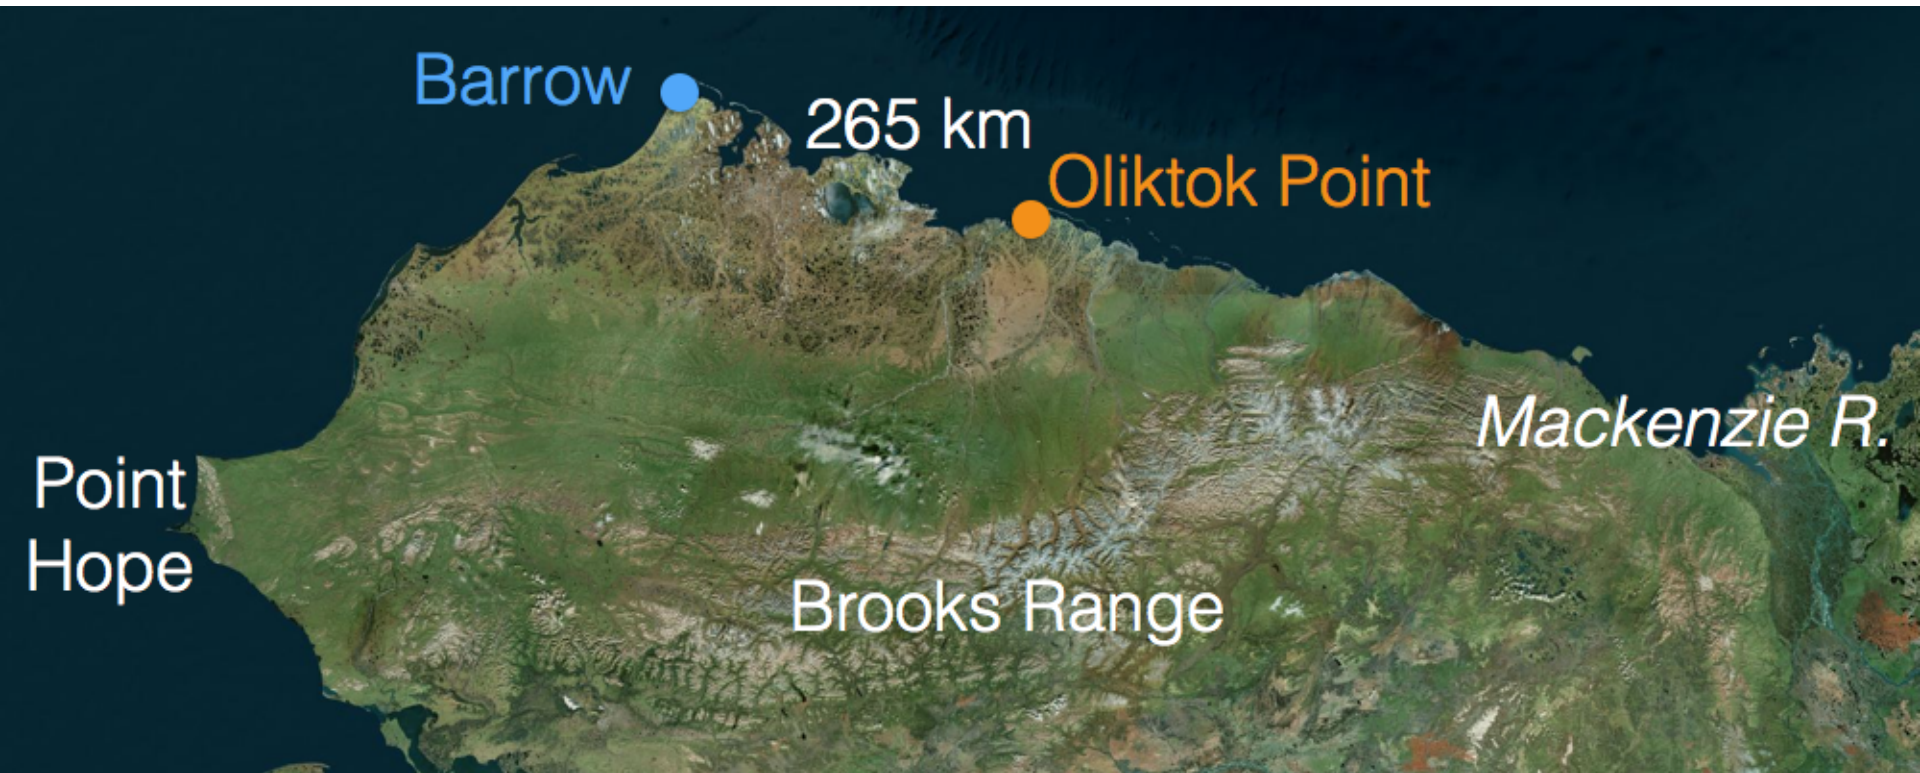 Barrow
265 km
Oliktok Point
Mackenzie R.
Point
Hope
Brooks Range